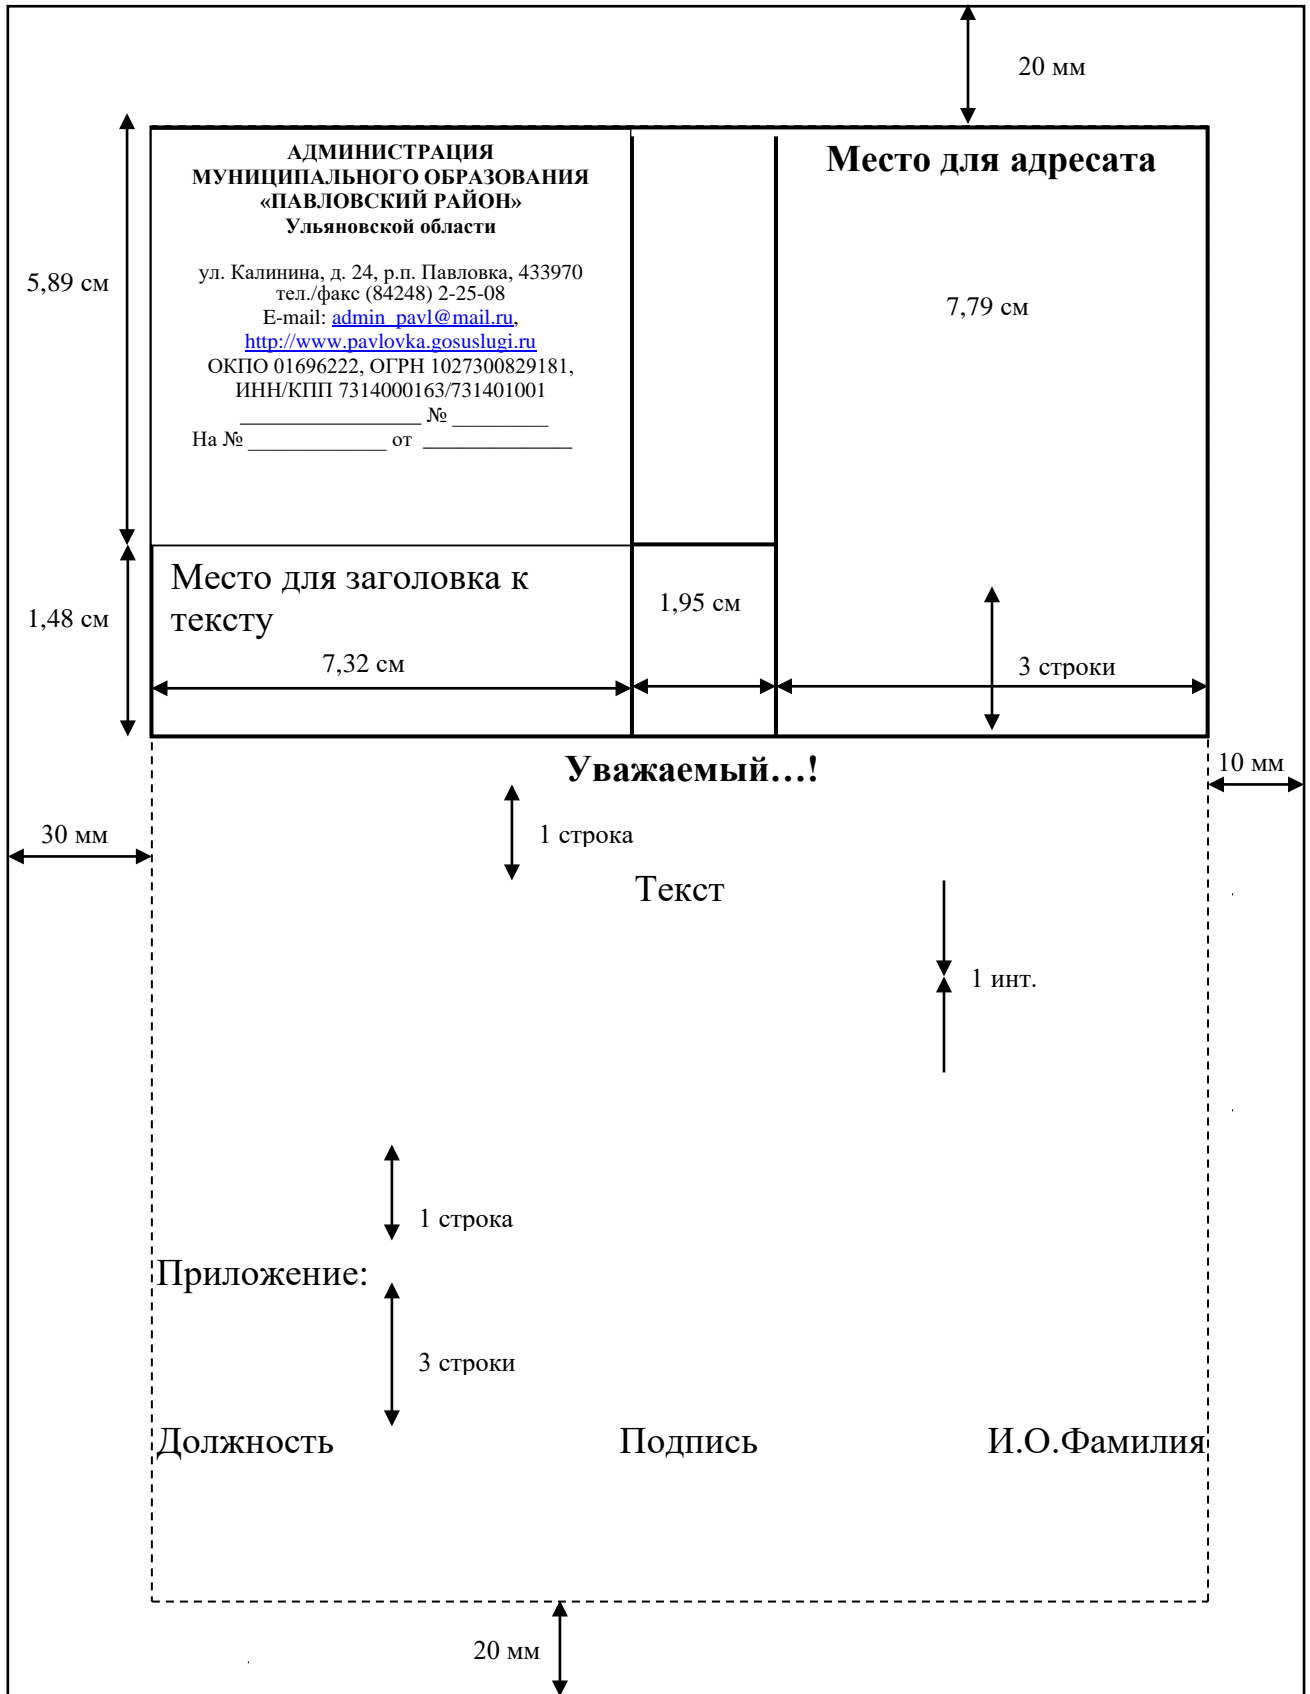 20 мм
АДМИНИСТРАЦИЯ
МУНИЦИПАЛЬНОГО ОБРАЗОВАНИЯ
«ПАВЛОВСКИЙ РАЙОН»
Ульяновской области
ул. Калинина, д. 24, р.п. Павловка, 433970
тел./факс (84248) 2-25-08
E-mail: admin_pavl@mail.ru,
http://www.pavlovka.gosuslugi.ru
ОКПО 01696222, ОГРН 1027300829181,
ИНН/КПП 7314000163/731401001
_________________ № _________
На № _____________ от ______________
Место для адресата
5,89 см
7,79 см
Место для заголовка к
тексту
1,48 см
7,32 см
1,95 см
3 строки
Уважаемый…!
10 мм
30 мм
1 строка
Текст
1 инт.
1 строка
Приложение:
3 строки
Должность Подпись И.О.Фамилия
20 мм